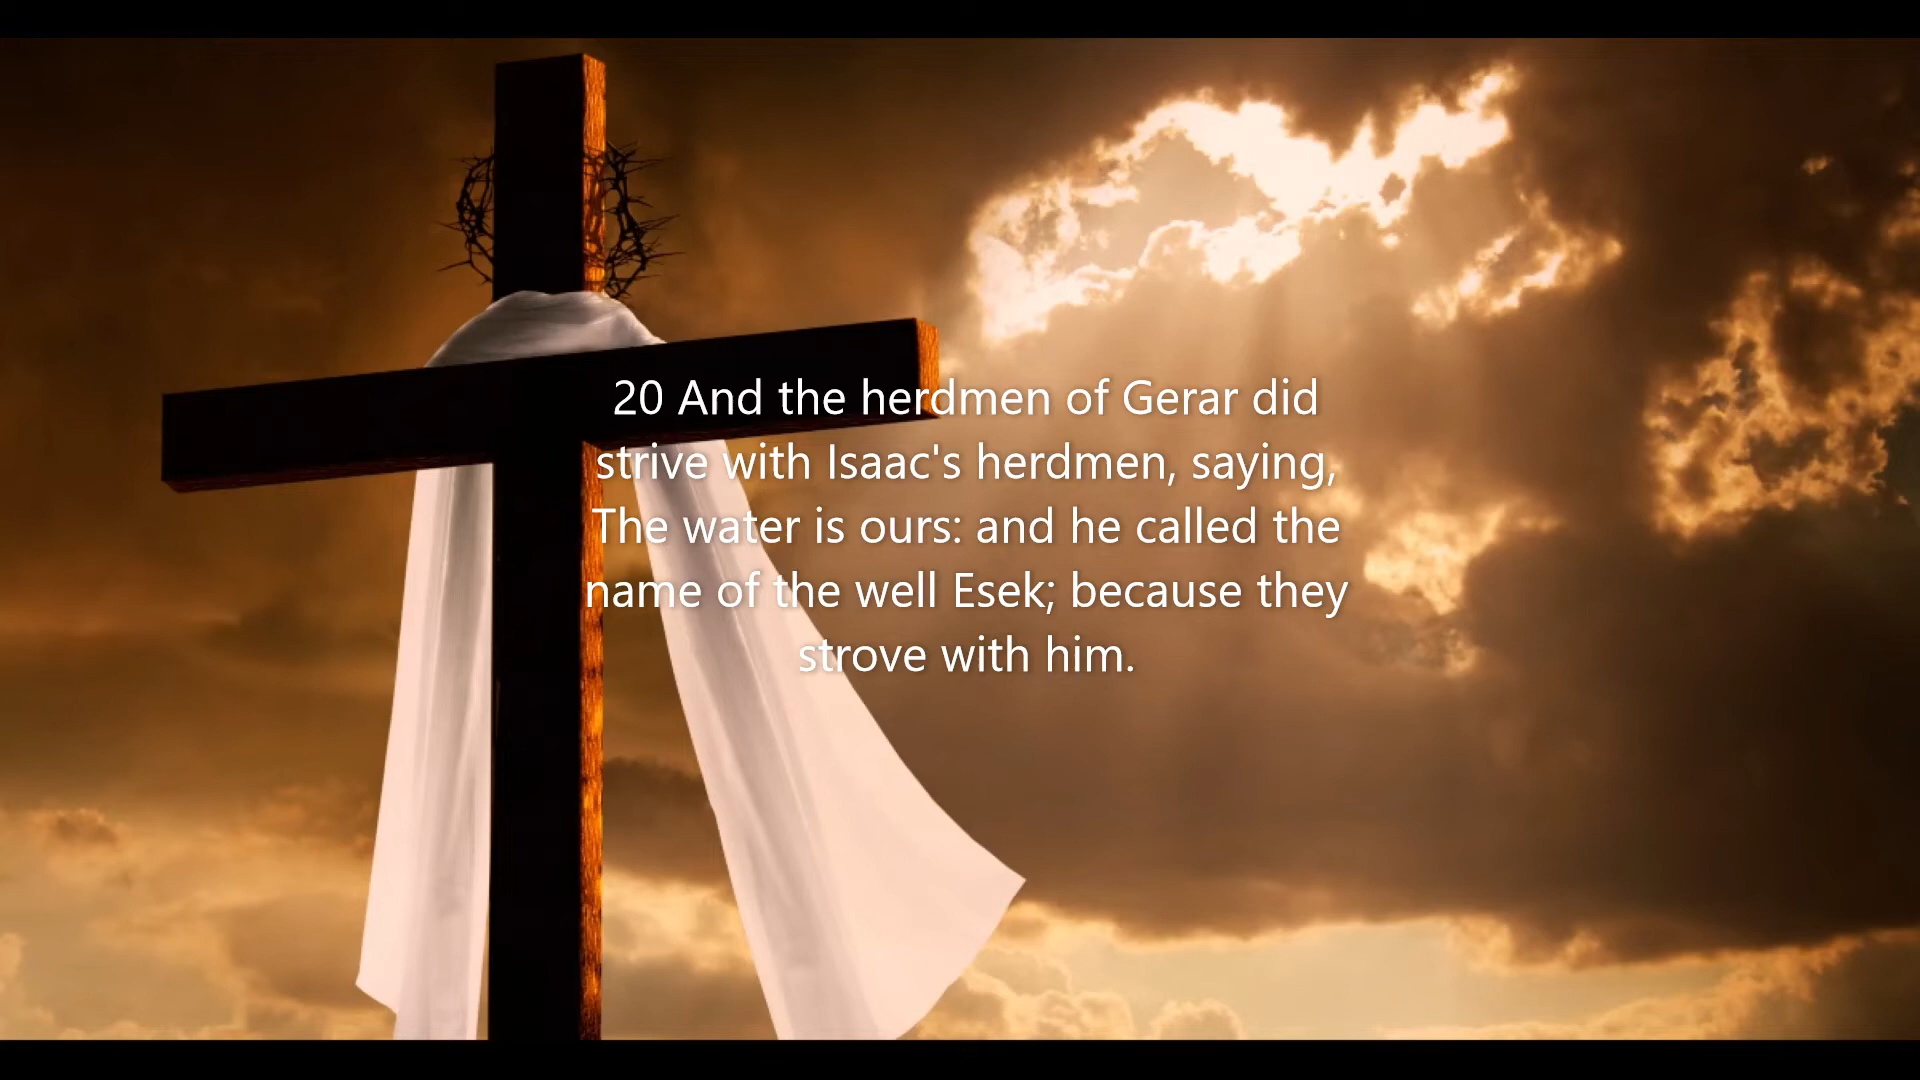 20 And the herdmen of Gerar did
strive with Isaac's herdmen, saying,
The water is ours: and he called the
name of the well Esek; because they
strove with him.